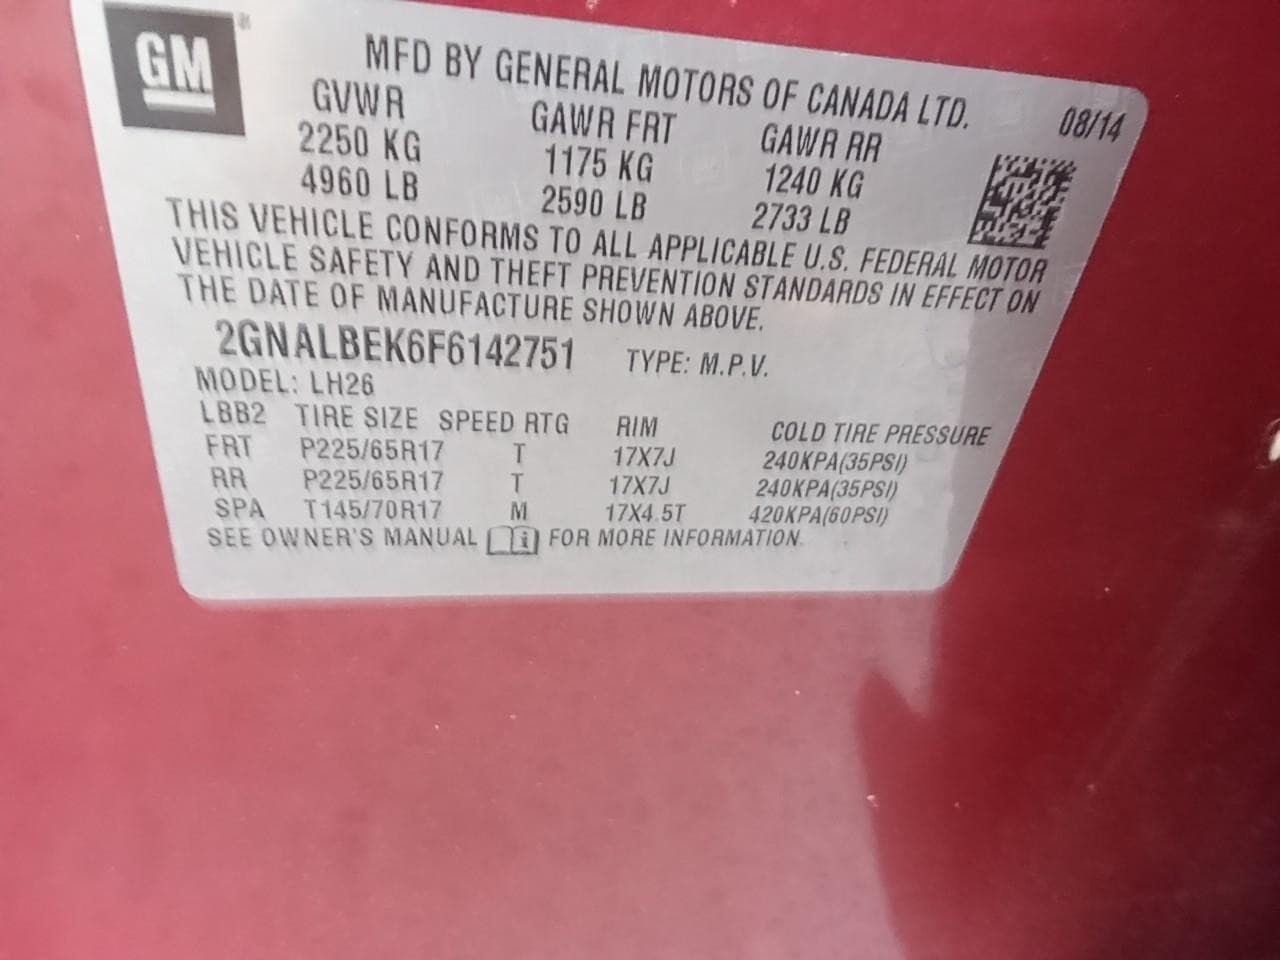 GM
MFD BY GENERAL MOTORS OF CANADA LTD.
08/14
GVWR GAWR FRT GAWR RR
2250 KG 1175 KG 1240 KG
4960 LB 2590 LB 2733 LB
THIS VEHICLE CONFORMS TO ALL APPLICABLE U.S. FEDERAL MOTOR
VEHICLE SAFETY AND THEFT PREVENTION STANDARDS IN EFFECT ON
THE DATE OF MANUFACTURE SHOWN ABOVE.
2GNALBEK6F6142751 TYPE: M.P.V.
MODEL: LH26
LBB2 TIRE SIZE SPEED RTG RIM COLD TIRE PRESSURE
FRT P225/65R17 T 17X7J 240KPA(35PSI)
RR P225/65R17 T 17X7J 240KPA(35PSI)
SPA T145/70R17 M 17X4.5T 420KPA(60PSI)
SEE OWNER'S MANUAL i FOR MORE INFORMATION.